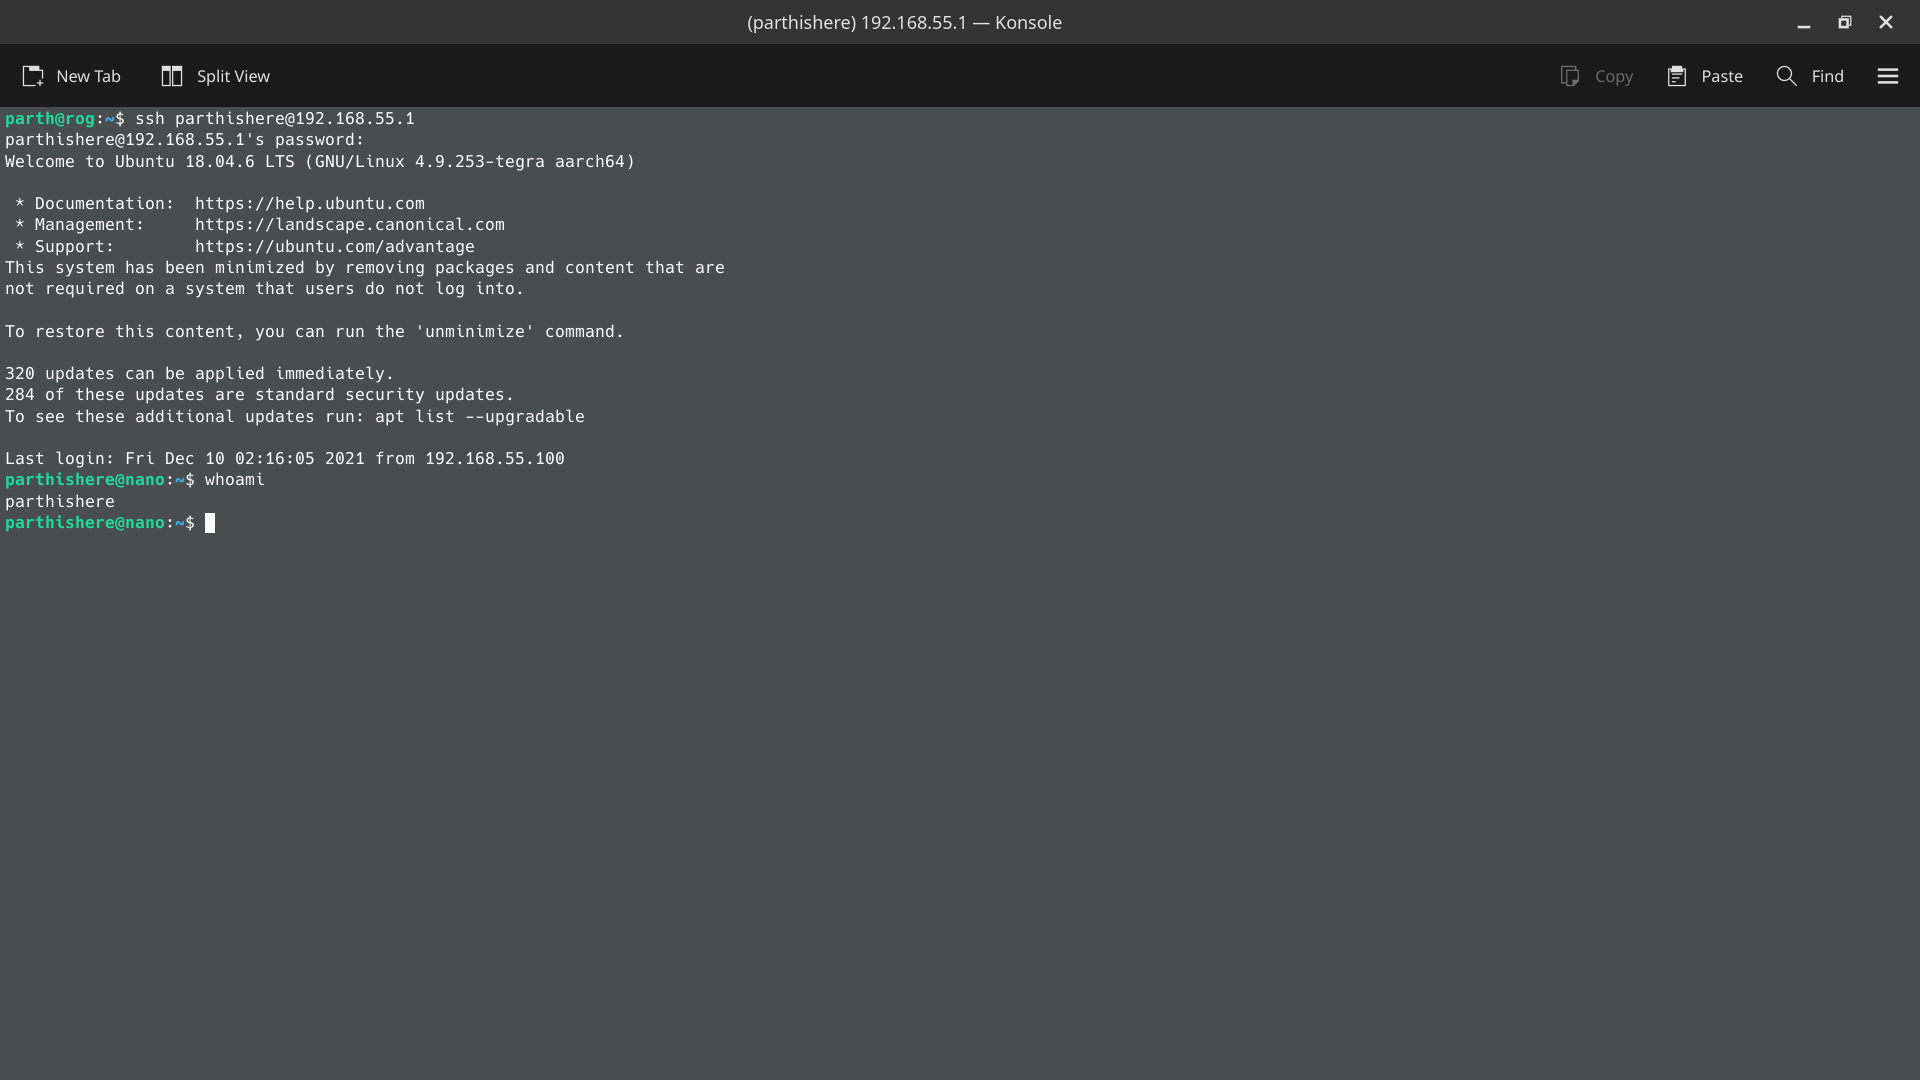 (parthishere) 192.168.55.1 — Konsole
New Tab Split View Copy Paste Find
parth@rog:~$ ssh parthishere@192.168.55.1
parthishere@192.168.55.1's password:
Welcome to Ubuntu 18.04.6 LTS (GNU/Linux 4.9.253-tegra aarch64)

 * Documentation:  https://help.ubuntu.com
 * Management:     https://landscape.canonical.com
 * Support:        https://ubuntu.com/advantage
This system has been minimized by removing packages and content that are
not required on a system that users do not log into.

To restore this content, you can run the 'unminimize' command.

320 updates can be applied immediately.
284 of these updates are standard security updates.
To see these additional updates run: apt list --upgradable

Last login: Fri Dec 10 02:16:05 2021 from 192.168.55.100
parthishere@nano:~$ whoami
parthishere
parthishere@nano:~$